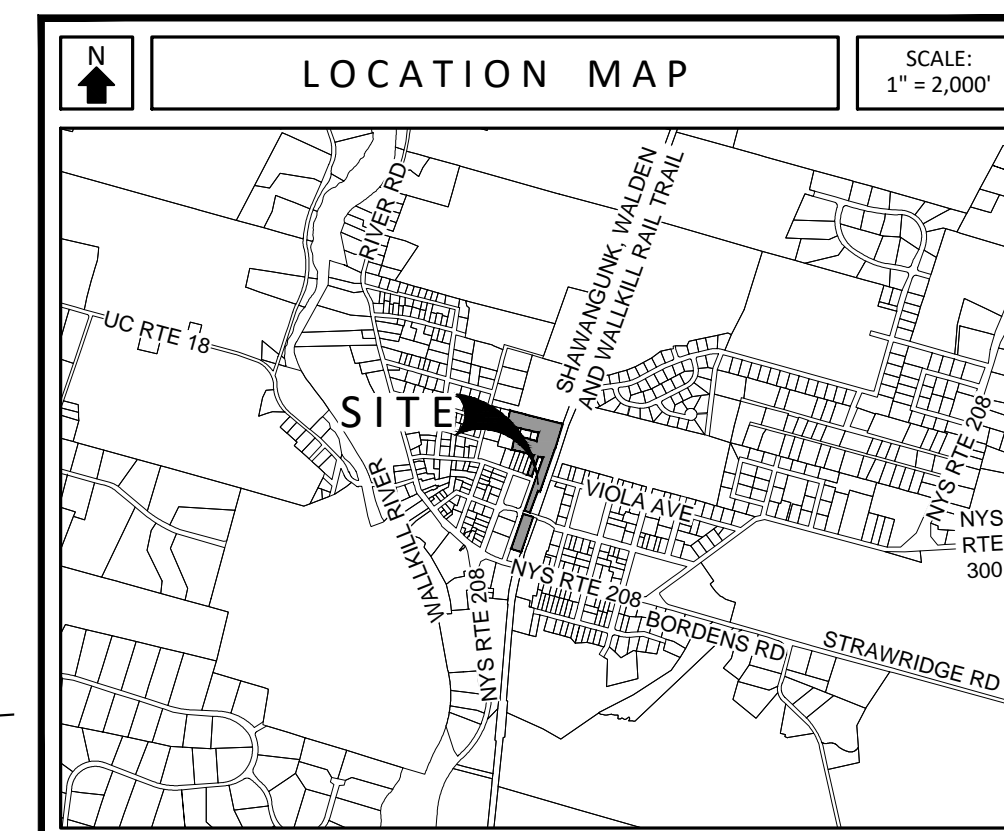 N
LOCATION MAP
SCALE:
1" = 2,000'
RIVER RD
SHAWANGUNK, WALDEN
AND WALLKILL RAIL TRAIL
UC RTE 18
SITE
NYS RTE 208
VIOLA AVE
NYS
RTE
300
WALLKILL RIVER
NYS RTE 208
NYS RTE 208
BORDENS RD
STRAWRIDGE RD